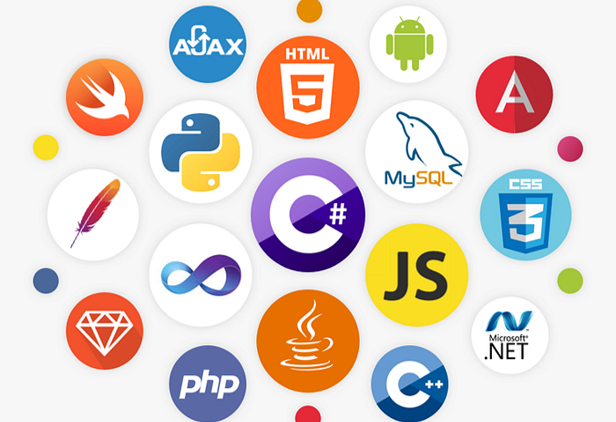 AJAX
HTML
5
A
MySQL
C#
CSS
3
JS
Microsoft®
.NET
php
C++